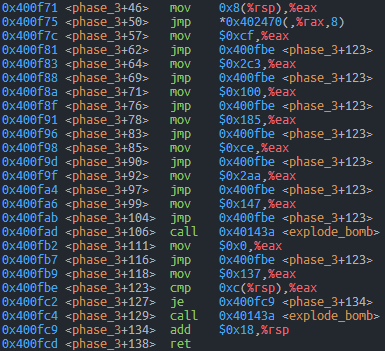 0x400f71 <phase_3+46> mov 0x8(%rsp),%eax
0x400f75 <phase_3+50> jmp *0x402470(,%rax,8)
0x400f7c <phase_3+57> mov $0xcf,%eax
0x400f81 <phase_3+62> jmp 0x400fbe <phase_3+123>
0x400f83 <phase_3+64> mov $0x2c3,%eax
0x400f88 <phase_3+69> jmp 0x400fbe <phase_3+123>
0x400f8a <phase_3+71> mov $0x100,%eax
0x400f8f <phase_3+76> jmp 0x400fbe <phase_3+123>
0x400f91 <phase_3+78> mov $0x185,%eax
0x400f96 <phase_3+83> jmp 0x400fbe <phase_3+123>
0x400f98 <phase_3+85> mov $0xce,%eax
0x400f9d <phase_3+90> jmp 0x400fbe <phase_3+123>
0x400f9f <phase_3+92> mov $0x2aa,%eax
0x400fa4 <phase_3+97> jmp 0x400fbe <phase_3+123>
0x400fa6 <phase_3+99> mov $0x147,%eax
0x400fab <phase_3+104> jmp 0x400fbe <phase_3+123>
0x400fad <phase_3+106> call 0x40143a <explode_bomb>
0x400fb2 <phase_3+111> mov $0x0,%eax
0x400fb7 <phase_3+116> jmp 0x400fbe <phase_3+123>
0x400fb9 <phase_3+118> mov $0x137,%eax
0x400fbe <phase_3+123> cmp 0xc(%rsp),%eax
0x400fc2 <phase_3+127> je 0x400fc9 <phase_3+134>
0x400fc4 <phase_3+129> call 0x40143a <explode_bomb>
0x400fc9 <phase_3+134> add $0x18,%rsp
0x400fcd <phase_3+138> ret